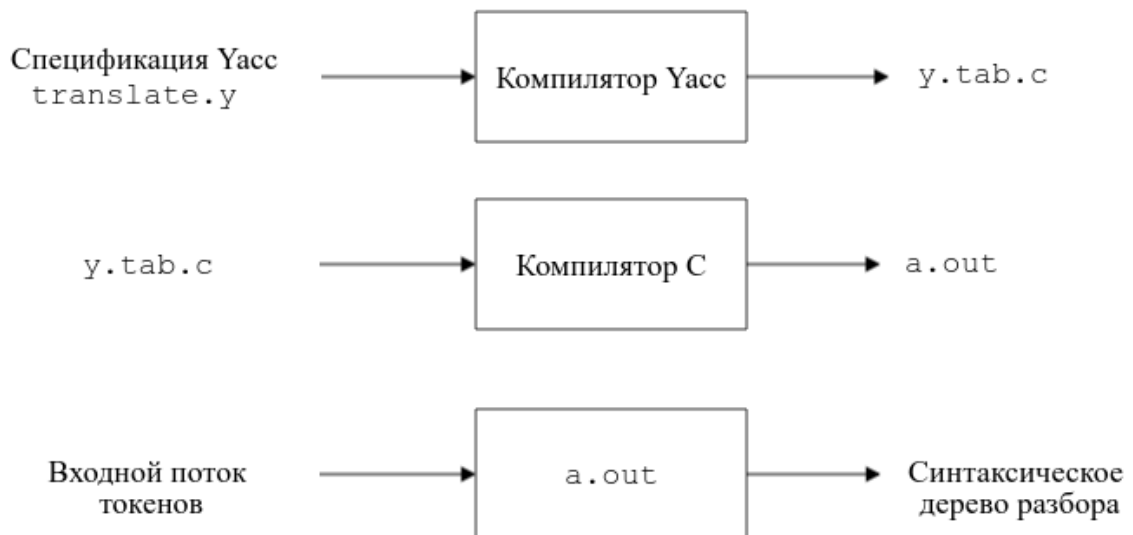 Спецификация Yacc
translate.y
Компилятор Yacc
y.tab.c
y.tab.c
Компилятор C
a.out
Входной поток
токенов
a.out
Синтаксическое
дерево разбора